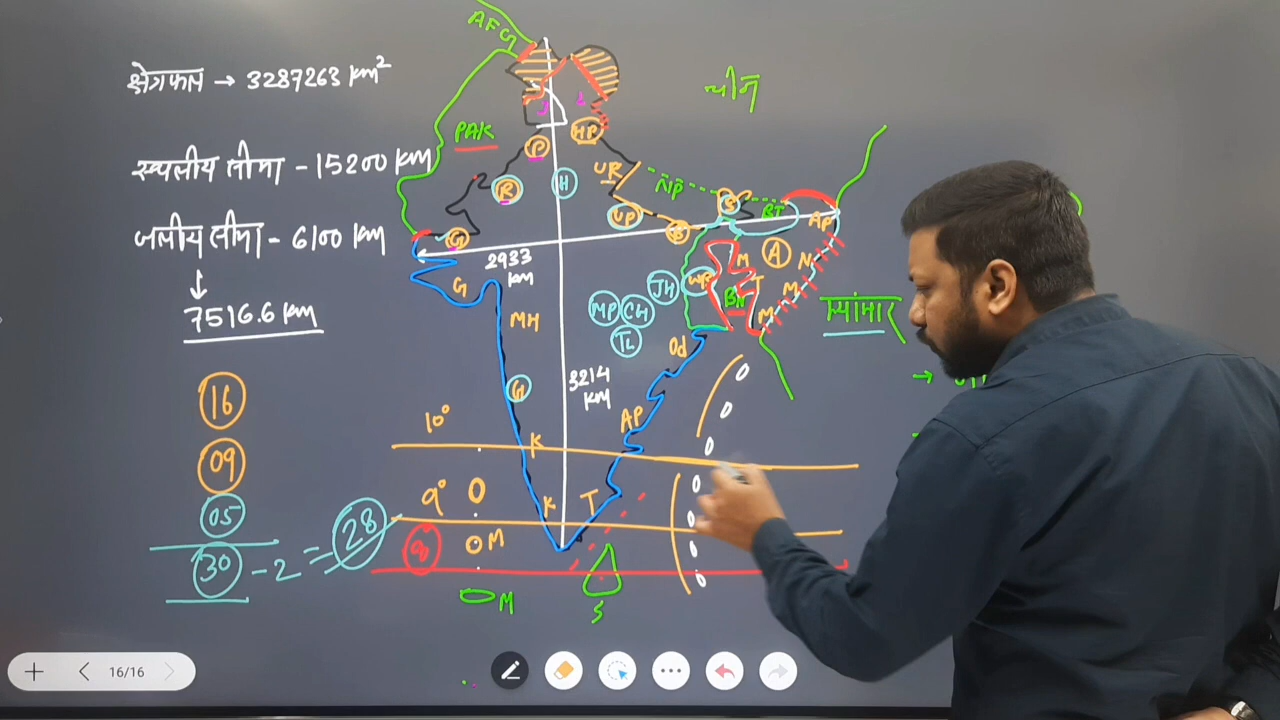 क्षेत्रफल → 3287263 km²
स्थलीय सीमा - 15200 km
जलीय सीमा - 6100 km
↓
7516.6 km
16
09
05
30 - 2 = 28
AFG
चीन
PAK
J
L
HP
P
UR
R
H
NP
UP
S
BT
AP
B
G
2933 km
A
M
N
G
JH
WB
T
M
BN
M
म्यांमार
MP
CH
TL
MH
Od
3214 km
G
AP
10°
K
9°
K
T
8
M
M
S
16/16